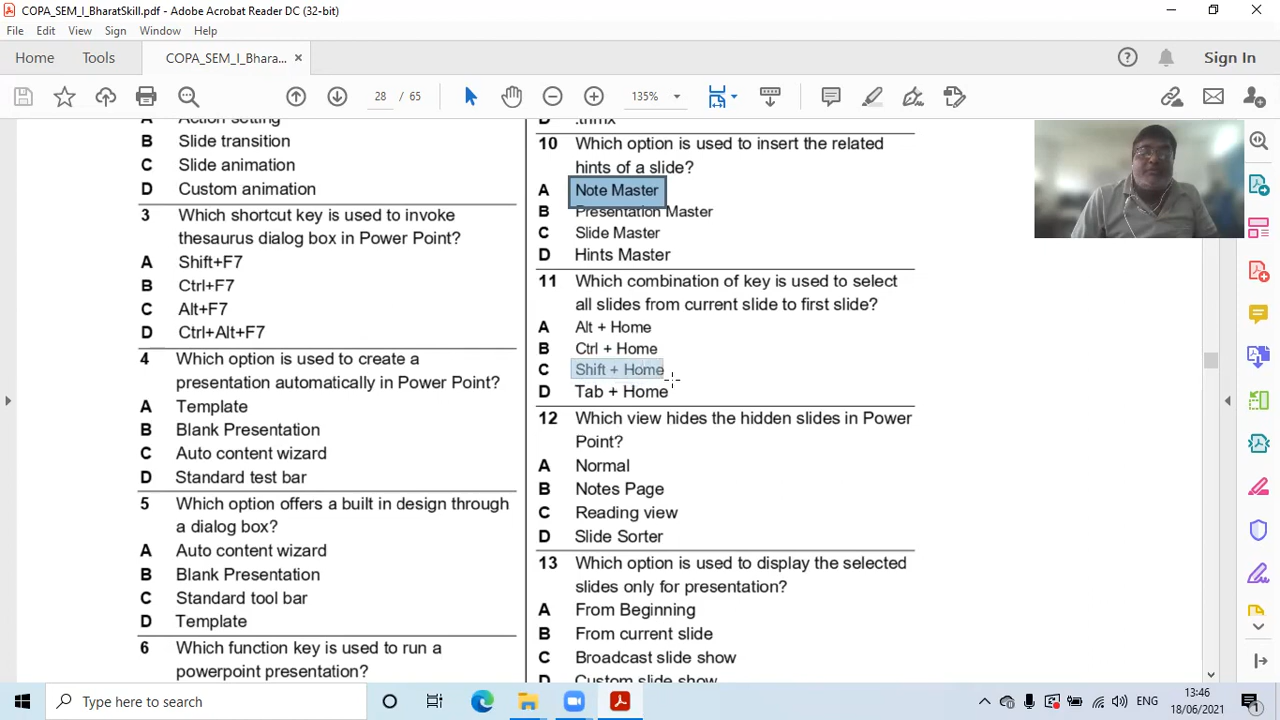 COPA_SEM_I_BharatSkill.pdf - Adobe Acrobat Reader DC (32-bit)
File Edit View Sign Window Help
Home Tools COPA_SEM_I_Bhara... × Sign In
28 / 65 135%
A Action setting
B Slide transition
C Slide animation
D Custom animation
3 Which shortcut key is used to invoke
thesaurus dialog box in Power Point?
A Shift+F7
B Ctrl+F7
C Alt+F7
D Ctrl+Alt+F7
4 Which option is used to create a
presentation automatically in Power Point?
A Template
B Blank Presentation
C Auto content wizard
D Standard test bar
5 Which option offers a built in design through
a dialog box?
A Auto content wizard
B Blank Presentation
C Standard tool bar
D Template
6 Which function key is used to run a
powerpoint presentation?
D .thmx
10 Which option is used to insert the related
hints of a slide?
A Note Master
B Presentation Master
C Slide Master
D Hints Master
11 Which combination of key is used to select
all slides from current slide to first slide?
A Alt + Home
B Ctrl + Home
C Shift + Home
D Tab + Home
12 Which view hides the hidden slides in Power
Point?
A Normal
B Notes Page
C Reading view
D Slide Sorter
13 Which option is used to display the selected
slides only for presentation?
A From Beginning
B From current slide
C Broadcast slide show
D Custom slide show
Type here to search
ENG
13:46
18/06/2021